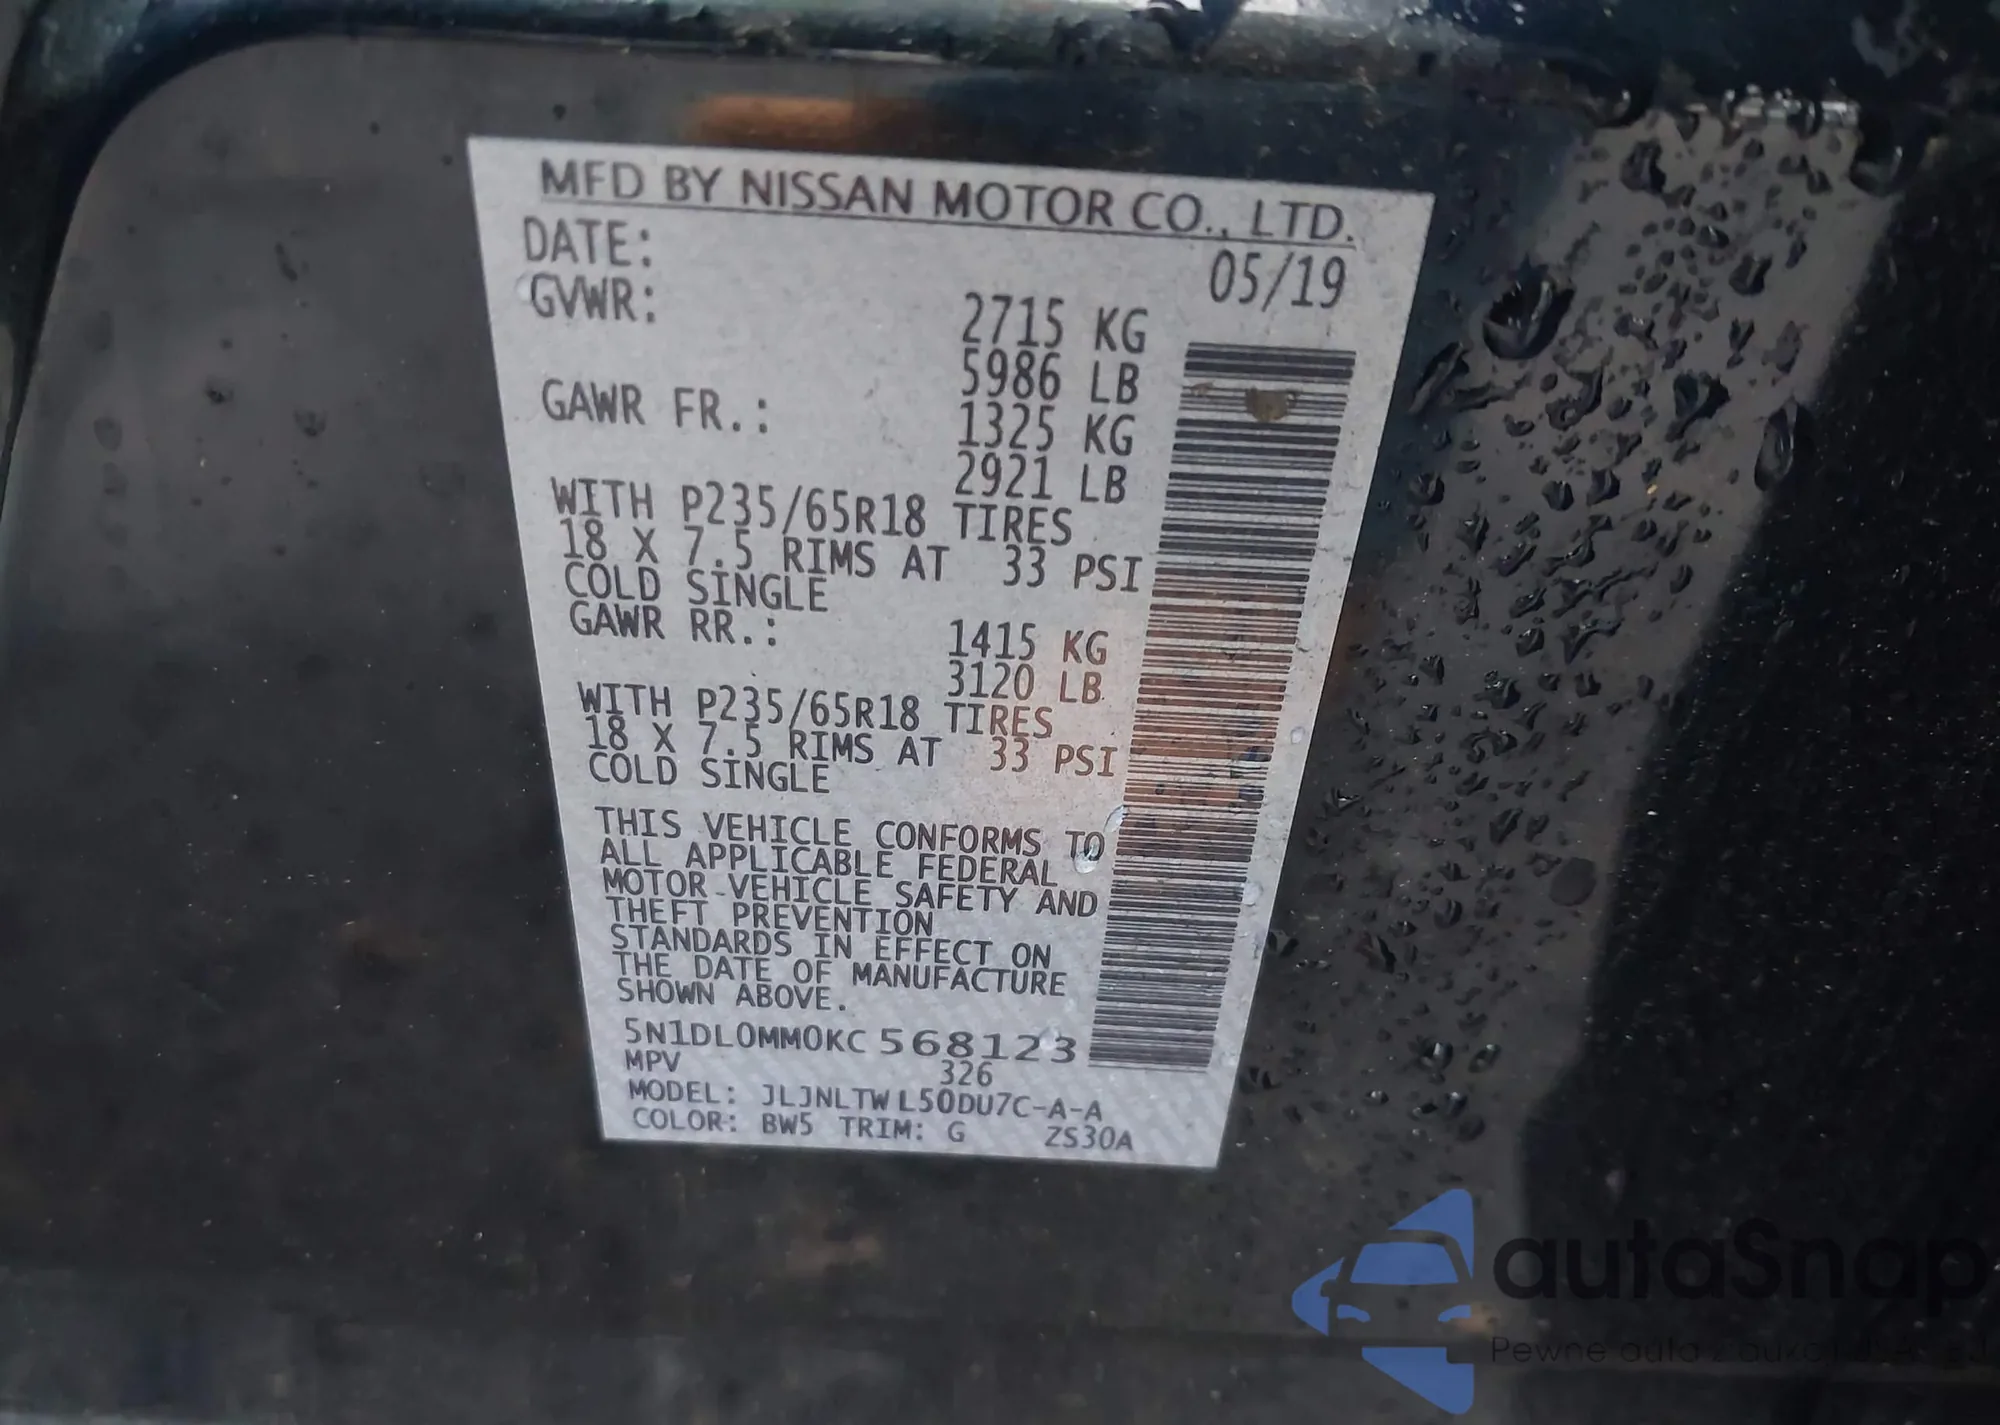 MFD BY NISSAN MOTOR CO., LTD.
DATE: 05/19
GVWR: 2715 KG
5986 LB
GAWR FR.: 1325 KG
2921 LB
WITH P235/65R18 TIRES
18 X 7.5 RIMS AT 33 PSI
COLD SINGLE
GAWR RR.: 1415 KG
3120 LB
WITH P235/65R18 TIRES
18 X 7.5 RIMS AT 33 PSI
COLD SINGLE
THIS VEHICLE CONFORMS TO
ALL APPLICABLE FEDERAL
MOTOR VEHICLE SAFETY AND
THEFT PREVENTION
STANDARDS IN EFFECT ON
THE DATE OF MANUFACTURE
SHOWN ABOVE.
5N1DL0MM0KC568123
MPV 326
MODEL: JLJNLTWL50DU7C-A-A
COLOR: BW5 TRIM: G ZS30A
autaSnap
Pewne auta z